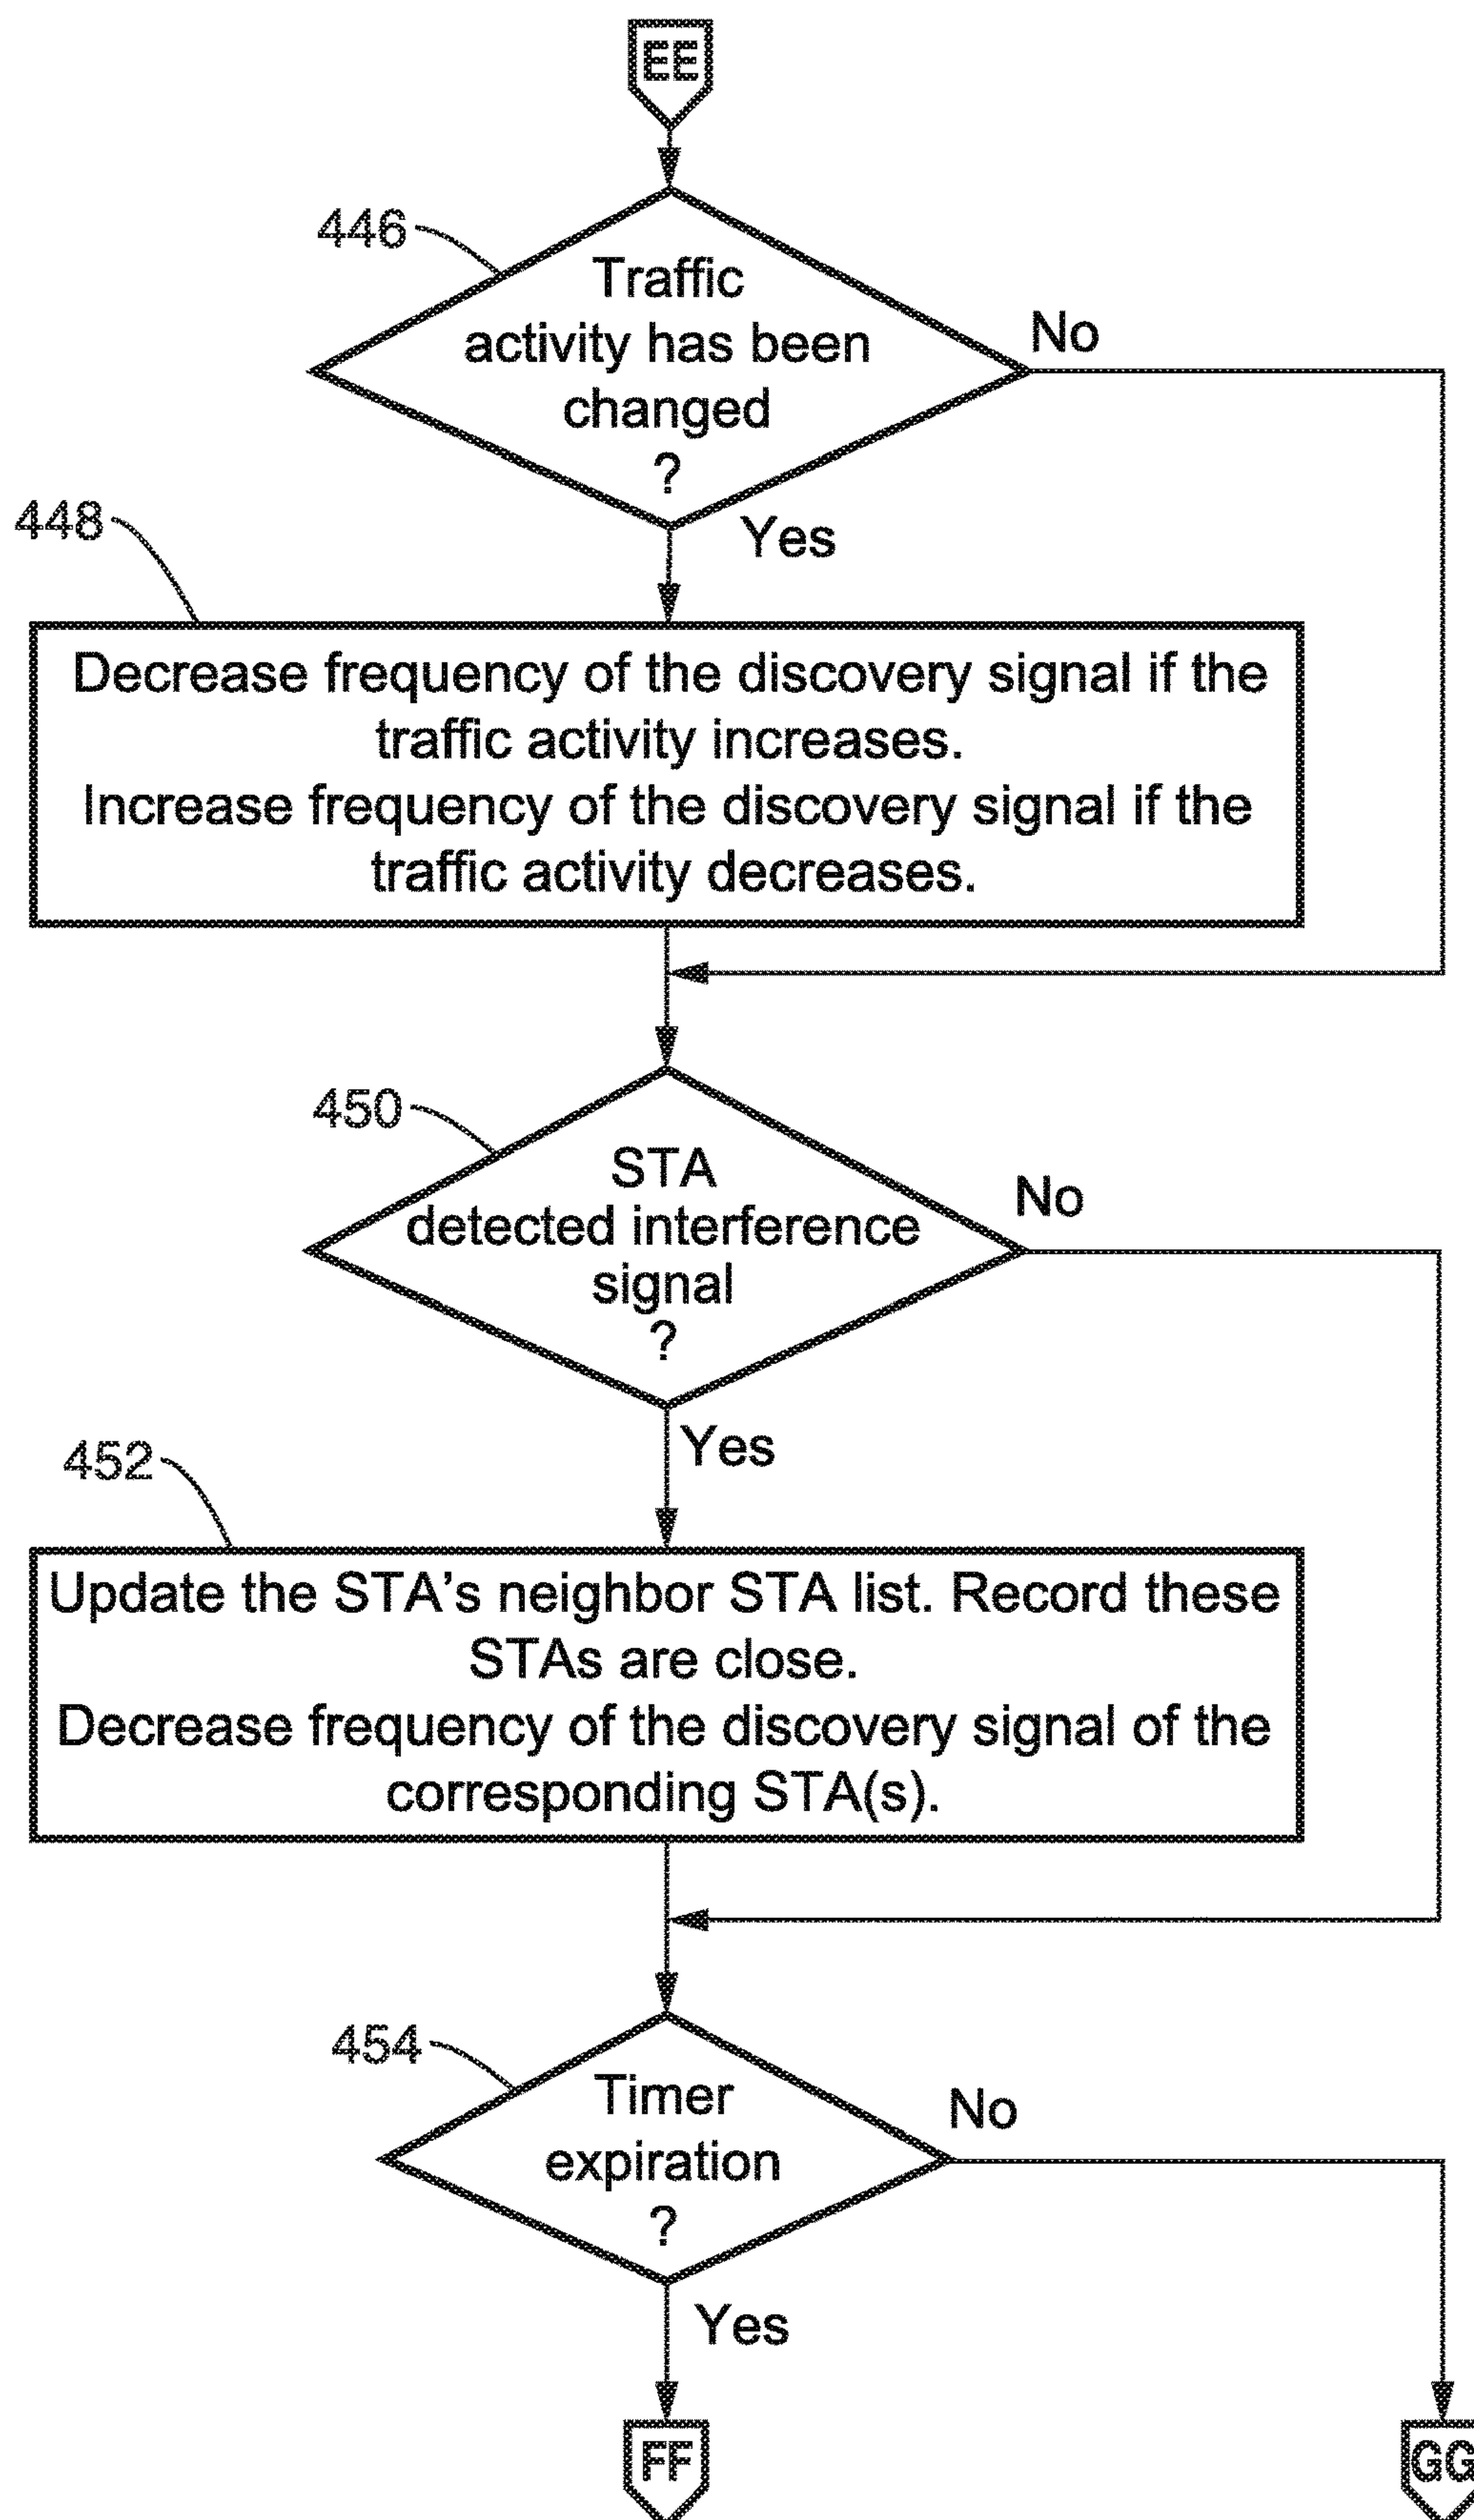 EE
446
Traffic
activity has been
changed
?
No
Yes
448
Decrease frequency of the discovery signal if the
traffic activity increases.
Increase frequency of the discovery signal if the
traffic activity decreases.
450
STA
detected interference
signal
?
No
Yes
452
Update the STA's neighbor STA list. Record these
STAs are close.
Decrease frequency of the discovery signal of the
corresponding STA(s).
454
Timer
expiration
?
No
Yes
FF
GG